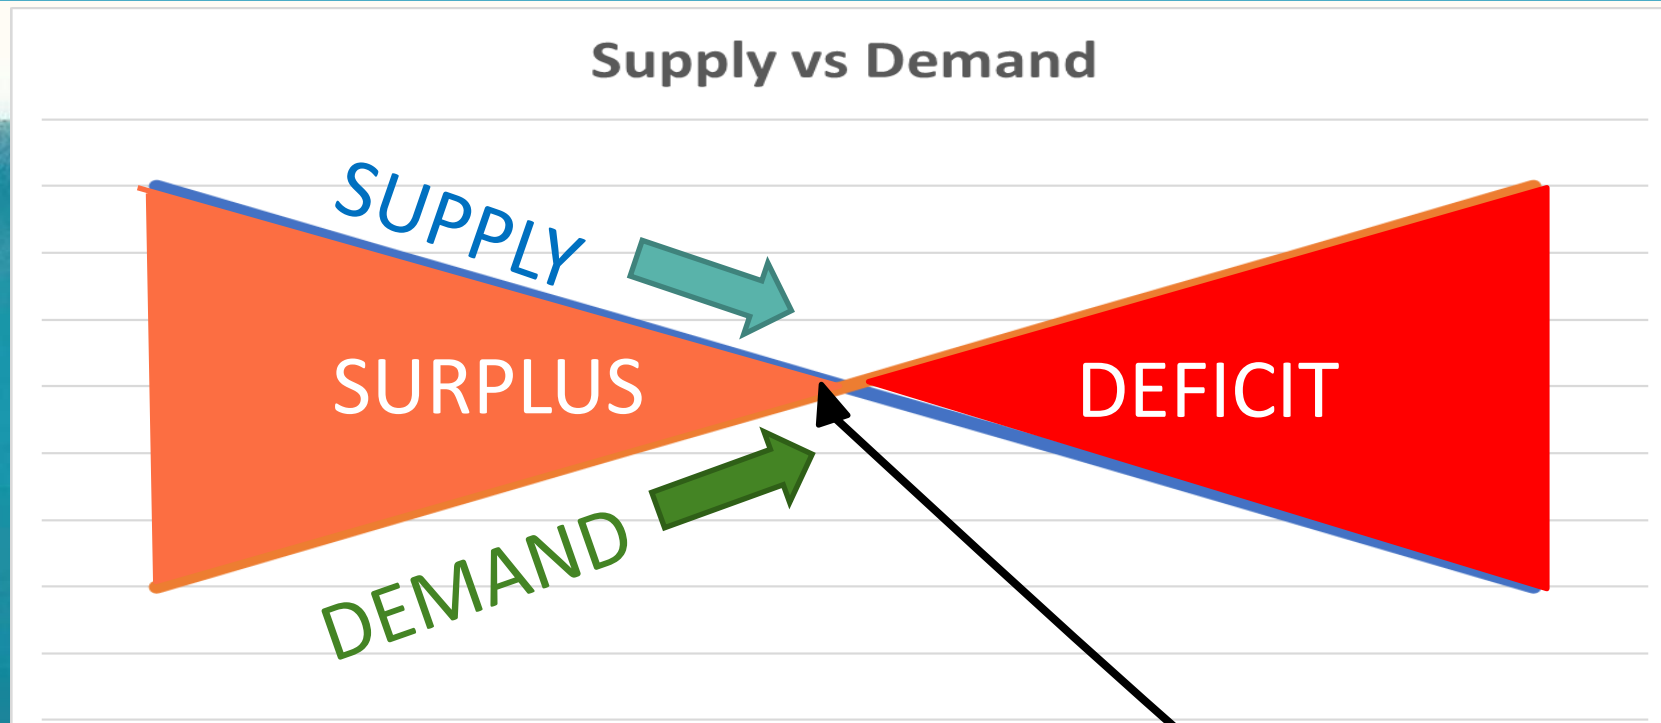 Supply vs Demand
SUPPLY
SURPLUS
DEFICIT
DEMAND